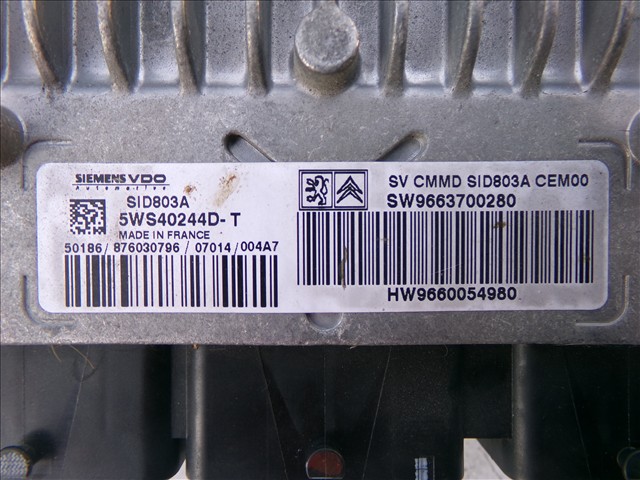 SIEMENS VDO
Automotive
SID803A
5WS40244D-T
MADE IN FRANCE
50186/876030796/07014/004A7
SV CMMD SID803A CEM00
SW9663700280
HW9660054980